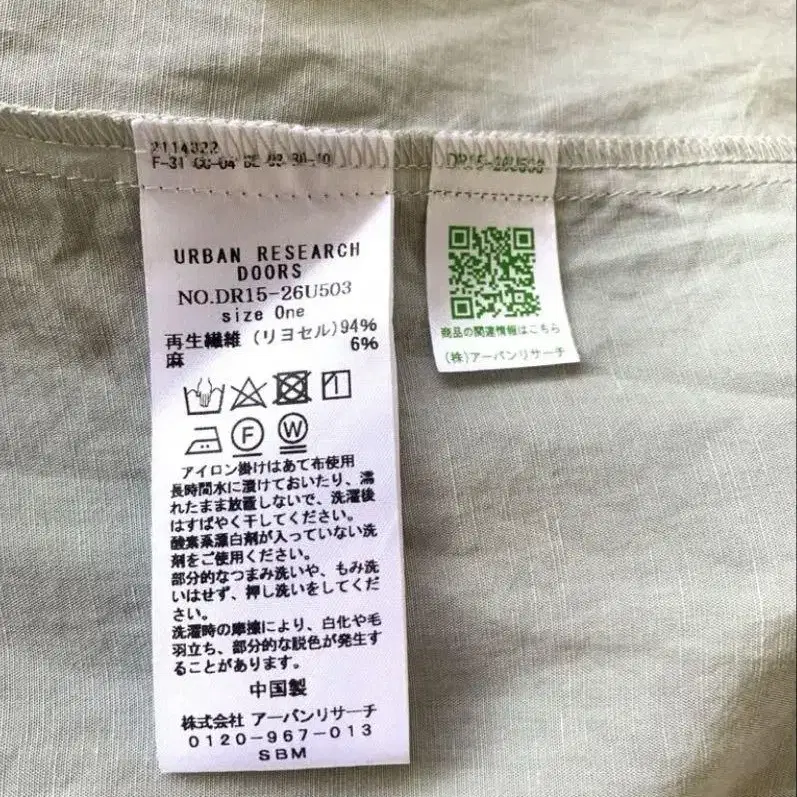 2114022
URBAN RESEARCH
DOORS
NO.DR15-26U503
size One
再生繊維 (リヨセル)94%
麻 6%
F
W
アイロン掛けはあて布使用
長時間水に漬けておいたり、濡
れたまま放置しないで、洗濯後
はすばやく干してください。
酸素系漂白剤が入っていない洗
剤をご使用ください。
部分的なつまみ洗いや、もみ洗
いはせず、押し洗いをしてくだ
さい。
洗濯時の摩擦により、白化や毛
羽立ち、部分的な脱色が発生す
ることがあります。
中国製
株式会社 アーバンリサーチ
0120-967-013
SBM
DR15-26U503
商品の関連情報はこちら
(株)アーバンリサーチ